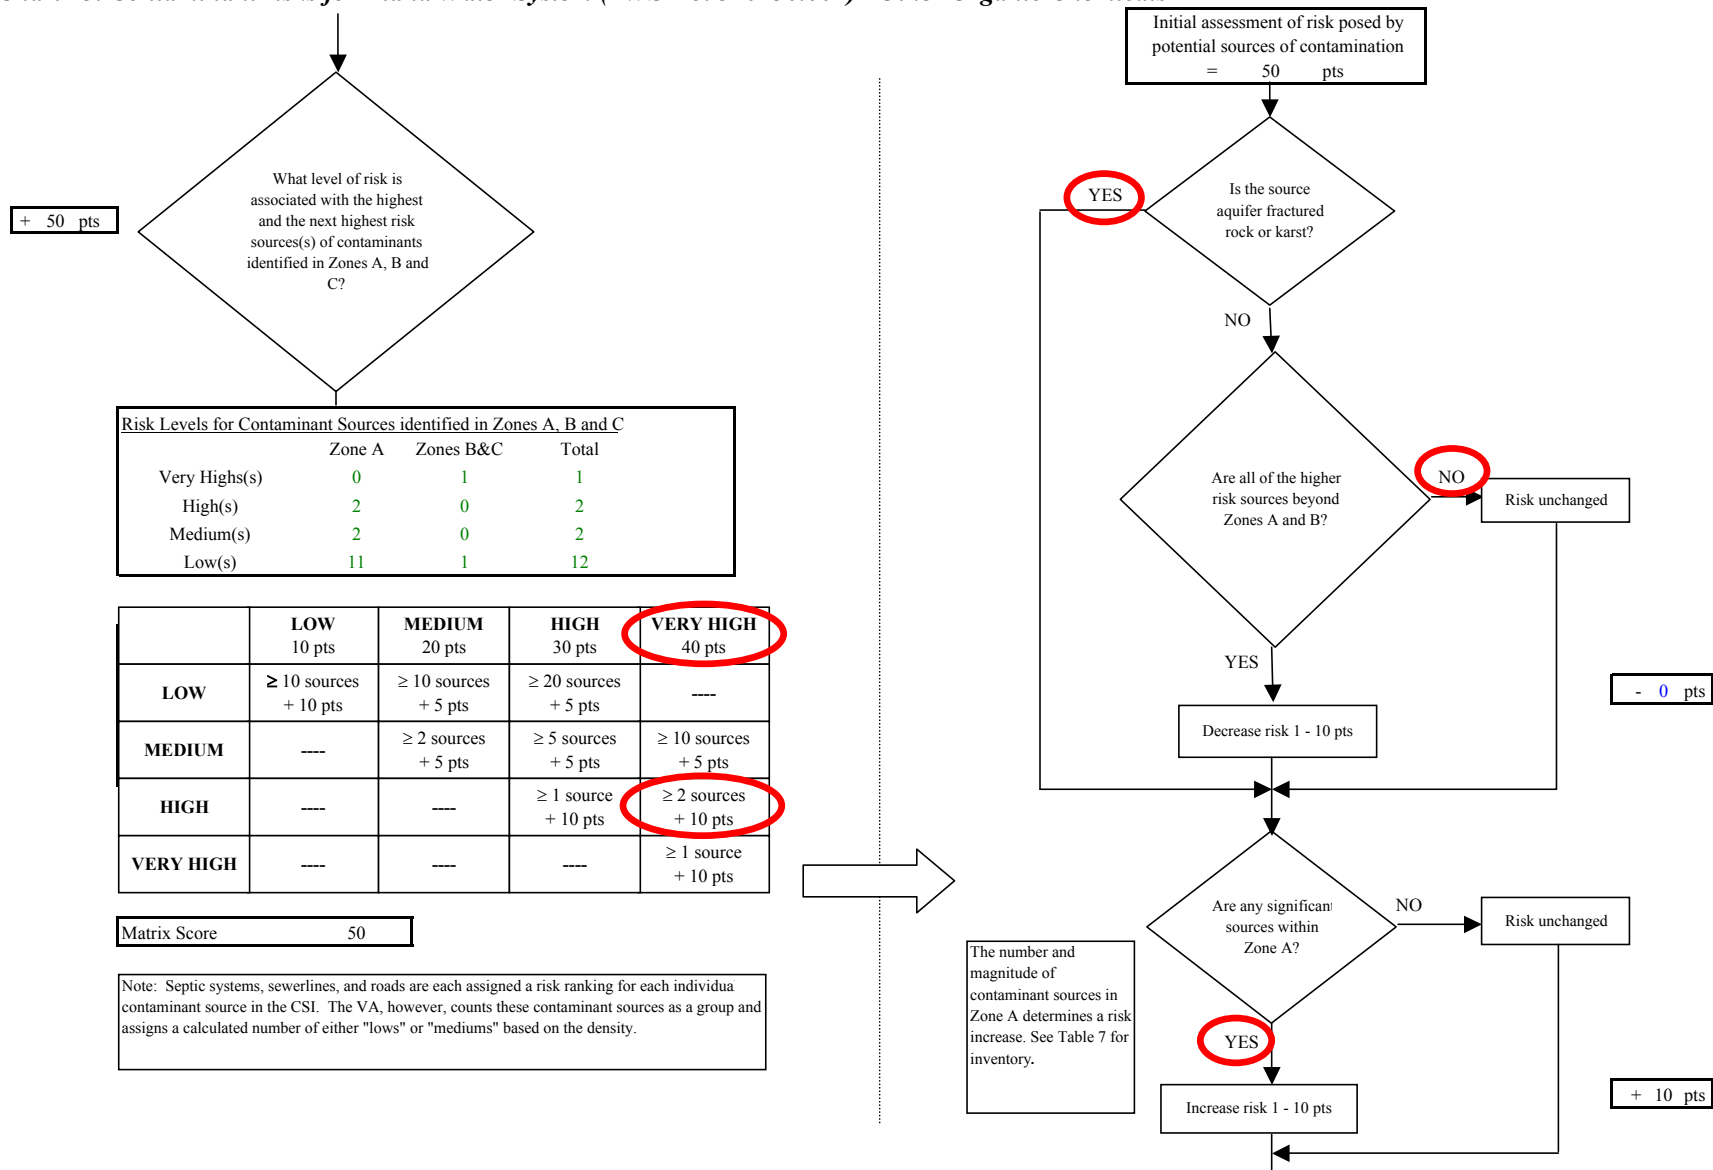 What level of risk is
associated with the highest
and the next highest risk
sources(s) of contaminants
identified in Zones A, B and
C?
+ 50 pts
Risk Levels for Contaminant Sources identified in Zones A, B and C
Zone A Zones B&C Total
Very Highs(s) 0 1 1
High(s) 2 0 2
Medium(s) 2 0 2
Low(s) 11 1 12
LOW MEDIUM HIGH VERY HIGH
10 pts 20 pts 30 pts 40 pts
LOW ≥ 10 sources ≥ 10 sources ≥ 20 sources ----
+ 10 pts + 5 pts + 5 pts
MEDIUM ---- ≥ 2 sources ≥ 5 sources ≥ 10 sources
+ 5 pts + 5 pts + 5 pts
HIGH ---- ---- ≥ 1 source ≥ 2 sources
+ 10 pts + 10 pts
VERY HIGH ---- ---- ---- ≥ 1 source
+ 10 pts
Matrix Score 50
Note: Septic systems, sewerlines, and roads are each assigned a risk ranking for each individual
contaminant source in the CSI. The VA, however, counts these contaminant sources as a group and
assigns a calculated number of either "lows" or "mediums" based on the density.
Initial assessment of risk posed by
potential sources of contamination
= 50 pts
Is the source
aquifer fractured
rock or karst?
YES
NO
Are all of the higher
risk sources beyond
Zones A and B?
NO
Risk unchanged
YES
- 0 pts
Decrease risk 1 - 10 pts
Are any significant
sources within
Zone A?
NO
Risk unchanged
The number and
magnitude of
contaminant sources in
Zone A determines a risk
increase. See Table 7 for
inventory.
YES
Increase risk 1 - 10 pts
+ 10 pts